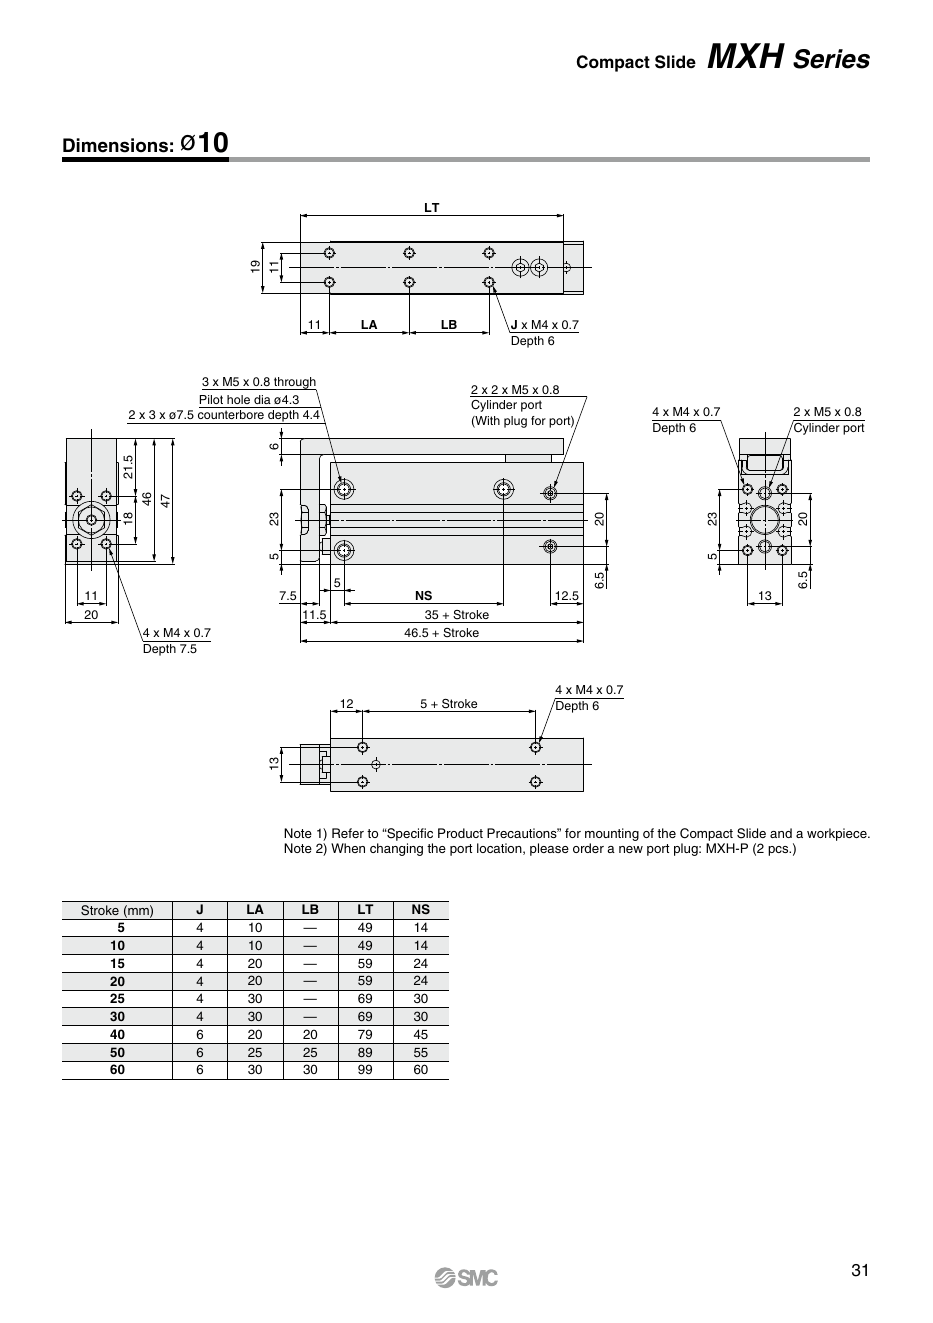 Compact Slide MXH Series
Dimensions: ø10
LT
19
11
11
LA
LB
J x M4 x 0.7
Depth 6
3 x M5 x 0.8 through
Pilot hole dia ø4.3
2 x 3 x ø7.5 counterbore depth 4.4
2 x 2 x M5 x 0.8
Cylinder port
(With plug for port)
4 x M4 x 0.7
Depth 6
2 x M5 x 0.8
Cylinder port
21.5
18
46
47
11
20
4 x M4 x 0.7
Depth 7.5
6
23
5
7.5
5
NS
12.5
11.5
35 + Stroke
46.5 + Stroke
20
6.5
23
5
13
20
6.5
12
5 + Stroke
4 x M4 x 0.7
Depth 6
13
Note 1) Refer to “Specific Product Precautions” for mounting of the Compact Slide and a workpiece.
Note 2) When changing the port location, please order a new port plug: MXH-P (2 pcs.)
Stroke (mm) J LA LB LT NS
5 4 10 — 49 14
10 4 10 — 49 14
15 4 20 — 59 24
20 4 20 — 59 24
25 4 30 — 69 30
30 4 30 — 69 30
40 6 20 20 79 45
50 6 25 25 89 55
60 6 30 30 99 60
SMC
31